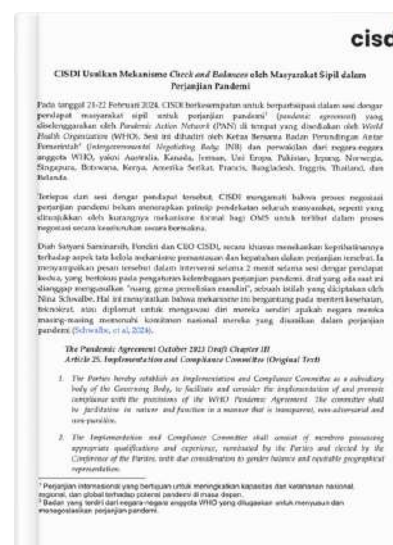 cisd
CISDI Usulkan Mekanisme Check and Balances oleh Masyarakat Sipil dalam
Perjanjian Pandemi
Pada tanggal 21-22 Februari 2024, CISDI berkesempatan untuk berpartisipasi dalam sesi dengar
pendapat masyarakat sipil untuk perjanjian pandemi¹ (pandemic agreement) yang
diselenggarakan oleh Pandemic Action Network (PAN) di tempat yang disediakan oleh World
Health Organization (WHO). Sesi ini dihadiri oleh Ketua Bersama Badan Perundingan Antar
Pemerintah² (Intergovernmental Negotiating Body, INB) dan perwakilan dari negara-negara
anggota WHO, yakni Australia, Kanada, Jerman, Uni Eropa, Pakistan, Jepang, Norwegia,
Singapura, Botswana, Kenya, Amerika Serikat, Prancis, Bangladesh, Inggris, Thailand, dan
Belanda.
Terlepas dari sesi dengar pendapat tersebut, CISDI mengamati bahwa proses negosiasi
perjanjian pandemi belum menerapkan prinsip pendekatan seluruh masyarakat, seperti yang
ditunjukkan oleh kurangnya mekanisme formal bagi OMS untuk terlibat dalam proses
negosiasi secara keseluruhan secara bermakna.
Diah Satyani Saminarsih, Pendiri dan CEO CISDI, secara khusus menekankan keprihatinannya
terhadap aspek tata kelola mekanisme pemantauan dan kepatuhan dalam perjanjian tersebut. Ia
menyampaikan pesan tersebut dalam intervensi selama 2 menit selama sesi dengar pendapat
kedua, yang berfokus pada pengaturan kelembagaan perjanjian pandemi. draf yang ada saat ini
dianggap mengusulkan "ruang gema penelitian mandiri", sebuah istilah yang diciptakan oleh
Nina Schwalbe. Hal ini menyiratkan bahwa mekanisme ini bergantung pada menteri kesehatan,
teknokrat, atau diplomat untuk mengawasi diri mereka sendiri apakah negara mereka
masing-masing memenuhi komitmen nasional mereka yang diuraikan dalam perjanjian
pandemi (Schwalbe, et al, 2024).
The Pandemic Agreement October 2023 Draft Chapter III
Article 25. Implementation and Compliance Committee (Original Text)
1. The Parties hereby establish an Implementation and Compliance Committee as a subsidiary
body of the Governing Body, to facilitate and consider the implementation of and promote
compliance with the provisions of the WHO Pandemic Agreement. The committee shall
be facilitative in nature and function in a manner that is transparent, non-adversarial and
non-punitive.
2. The Implementation and Compliance Committee shall consist of members possessing
appropriate qualifications and experience, nominated by the Parties and elected by the
Conference of the Parties, with due consideration to gender balance and equitable geographical
representation.
¹ Perjanjian internasional yang bertujuan untuk meningkatkan kapasitas dan ketahanan nasional,
regional, dan global terhadap potensi pandemi di masa depan.
² Badan yang terdiri dari negara-negara anggota WHO yang ditugaskan untuk menyusun dan
menegosiasikan perjanjian pandemi.